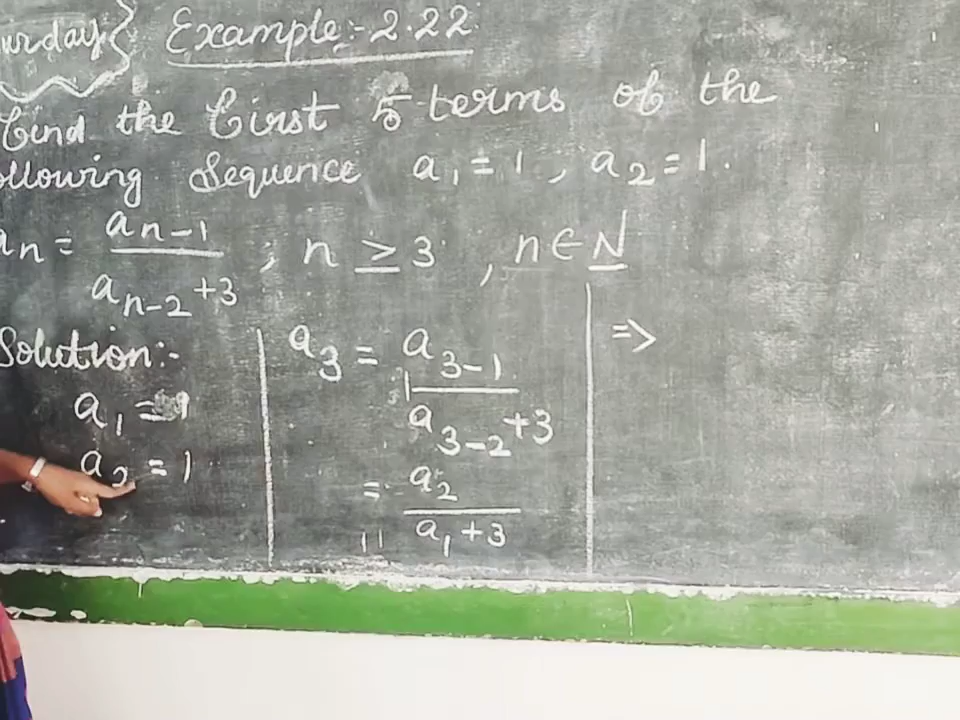 urday} Example:-2.22
Find the first 5 terms of the
ollowing Sequence a₁ = 1, a₂ = 1.
an = aₙ₋₁ / aₙ₋₂ + 3 ; n ≥ 3, n ∈ N
Solution:-
a₁ =
a₂ = 1
a₃ = a₃₋₁ / a₃₋₂ + 3
= a₂ / a₁ + 3
=>